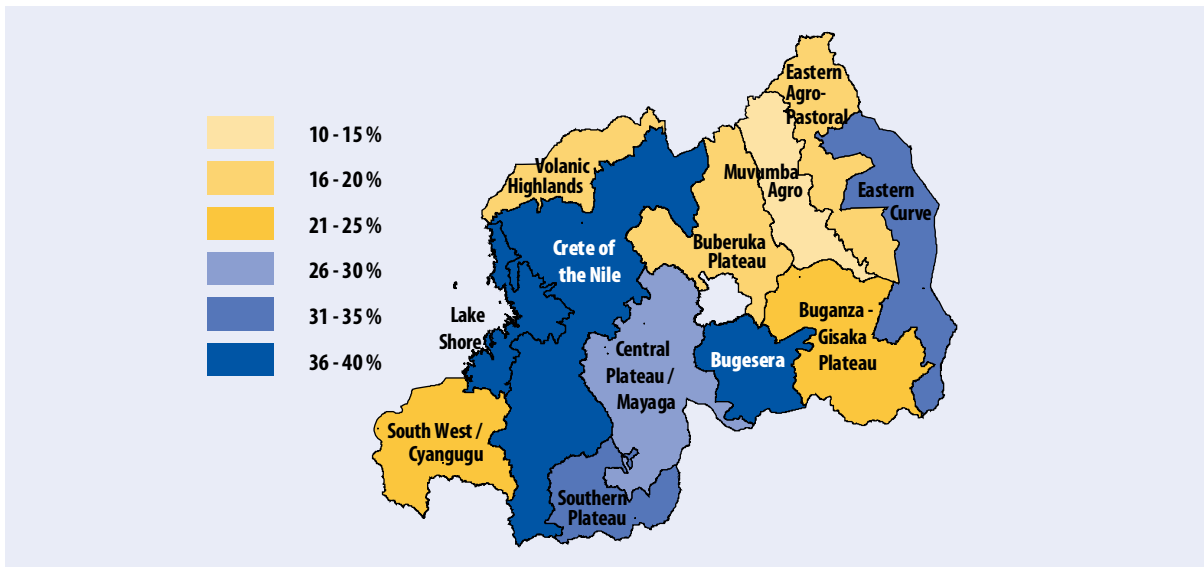 10 - 15 %
16 - 20 %
21 - 25 %
26 - 30 %
31 - 35 %
36 - 40 %
Eastern
Agro-
Pastoral
Volanic
Highlands
Muvumba
Agro
Eastern
Curve
Crete of
the Nile
Buberuka
Plateau
Lake
Shore
Buganza -
Gisaka
Plateau
Central
Plateau /
Mayaga
Bugesera
South West /
Cyangugu
Southern
Plateau